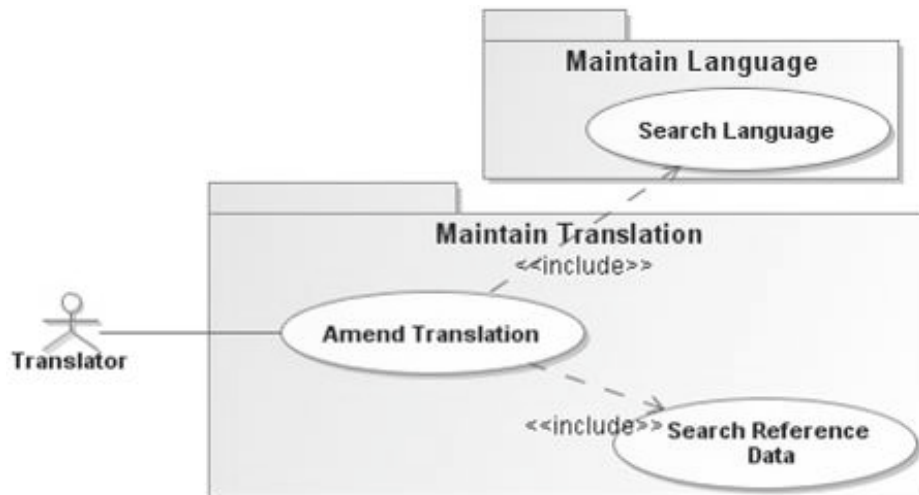 Maintain Language
Search Language
Maintain Translation
<<include>>
Amend Translation
Translator
<<include>>
Search Reference
Data